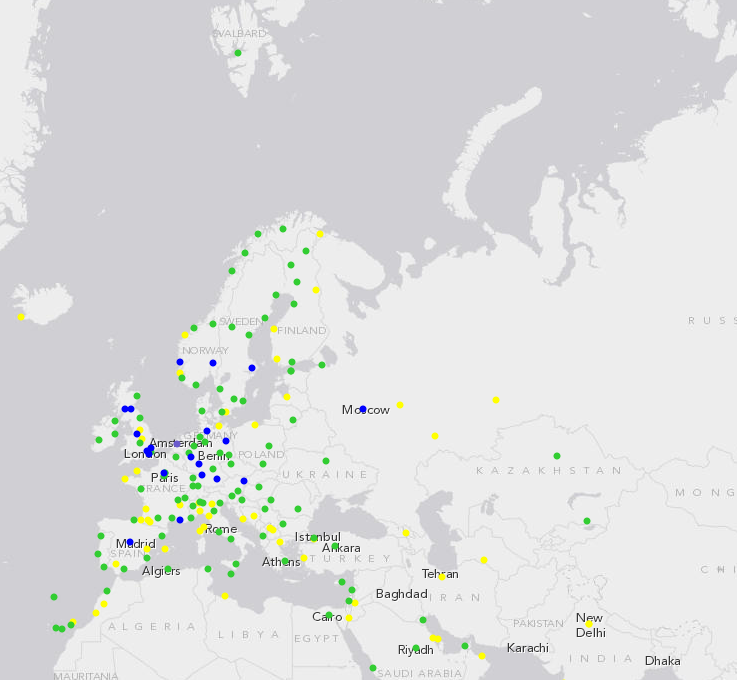 SVALBARD
RUSS
SWEDEN
FINLAND
NORWAY
Moscow
GERMANY
Amsterdam
London
Berlin
POLAND
Paris
FRANCE
UKRAINE
KAZAKHSTAN
MONG
Rome
Madrid
SPAIN
Istanbul
Ankara
TURKEY
Athens
Algiers
Tehran
CHI
Baghdad
IRAN
Cairo
PAKISTAN
New
Delhi
ALGERIA
LIBYA
EGYPT
Riyadh
Karachi
INDIA
Dhaka
SAUDI ARABIA
MAURITANIA